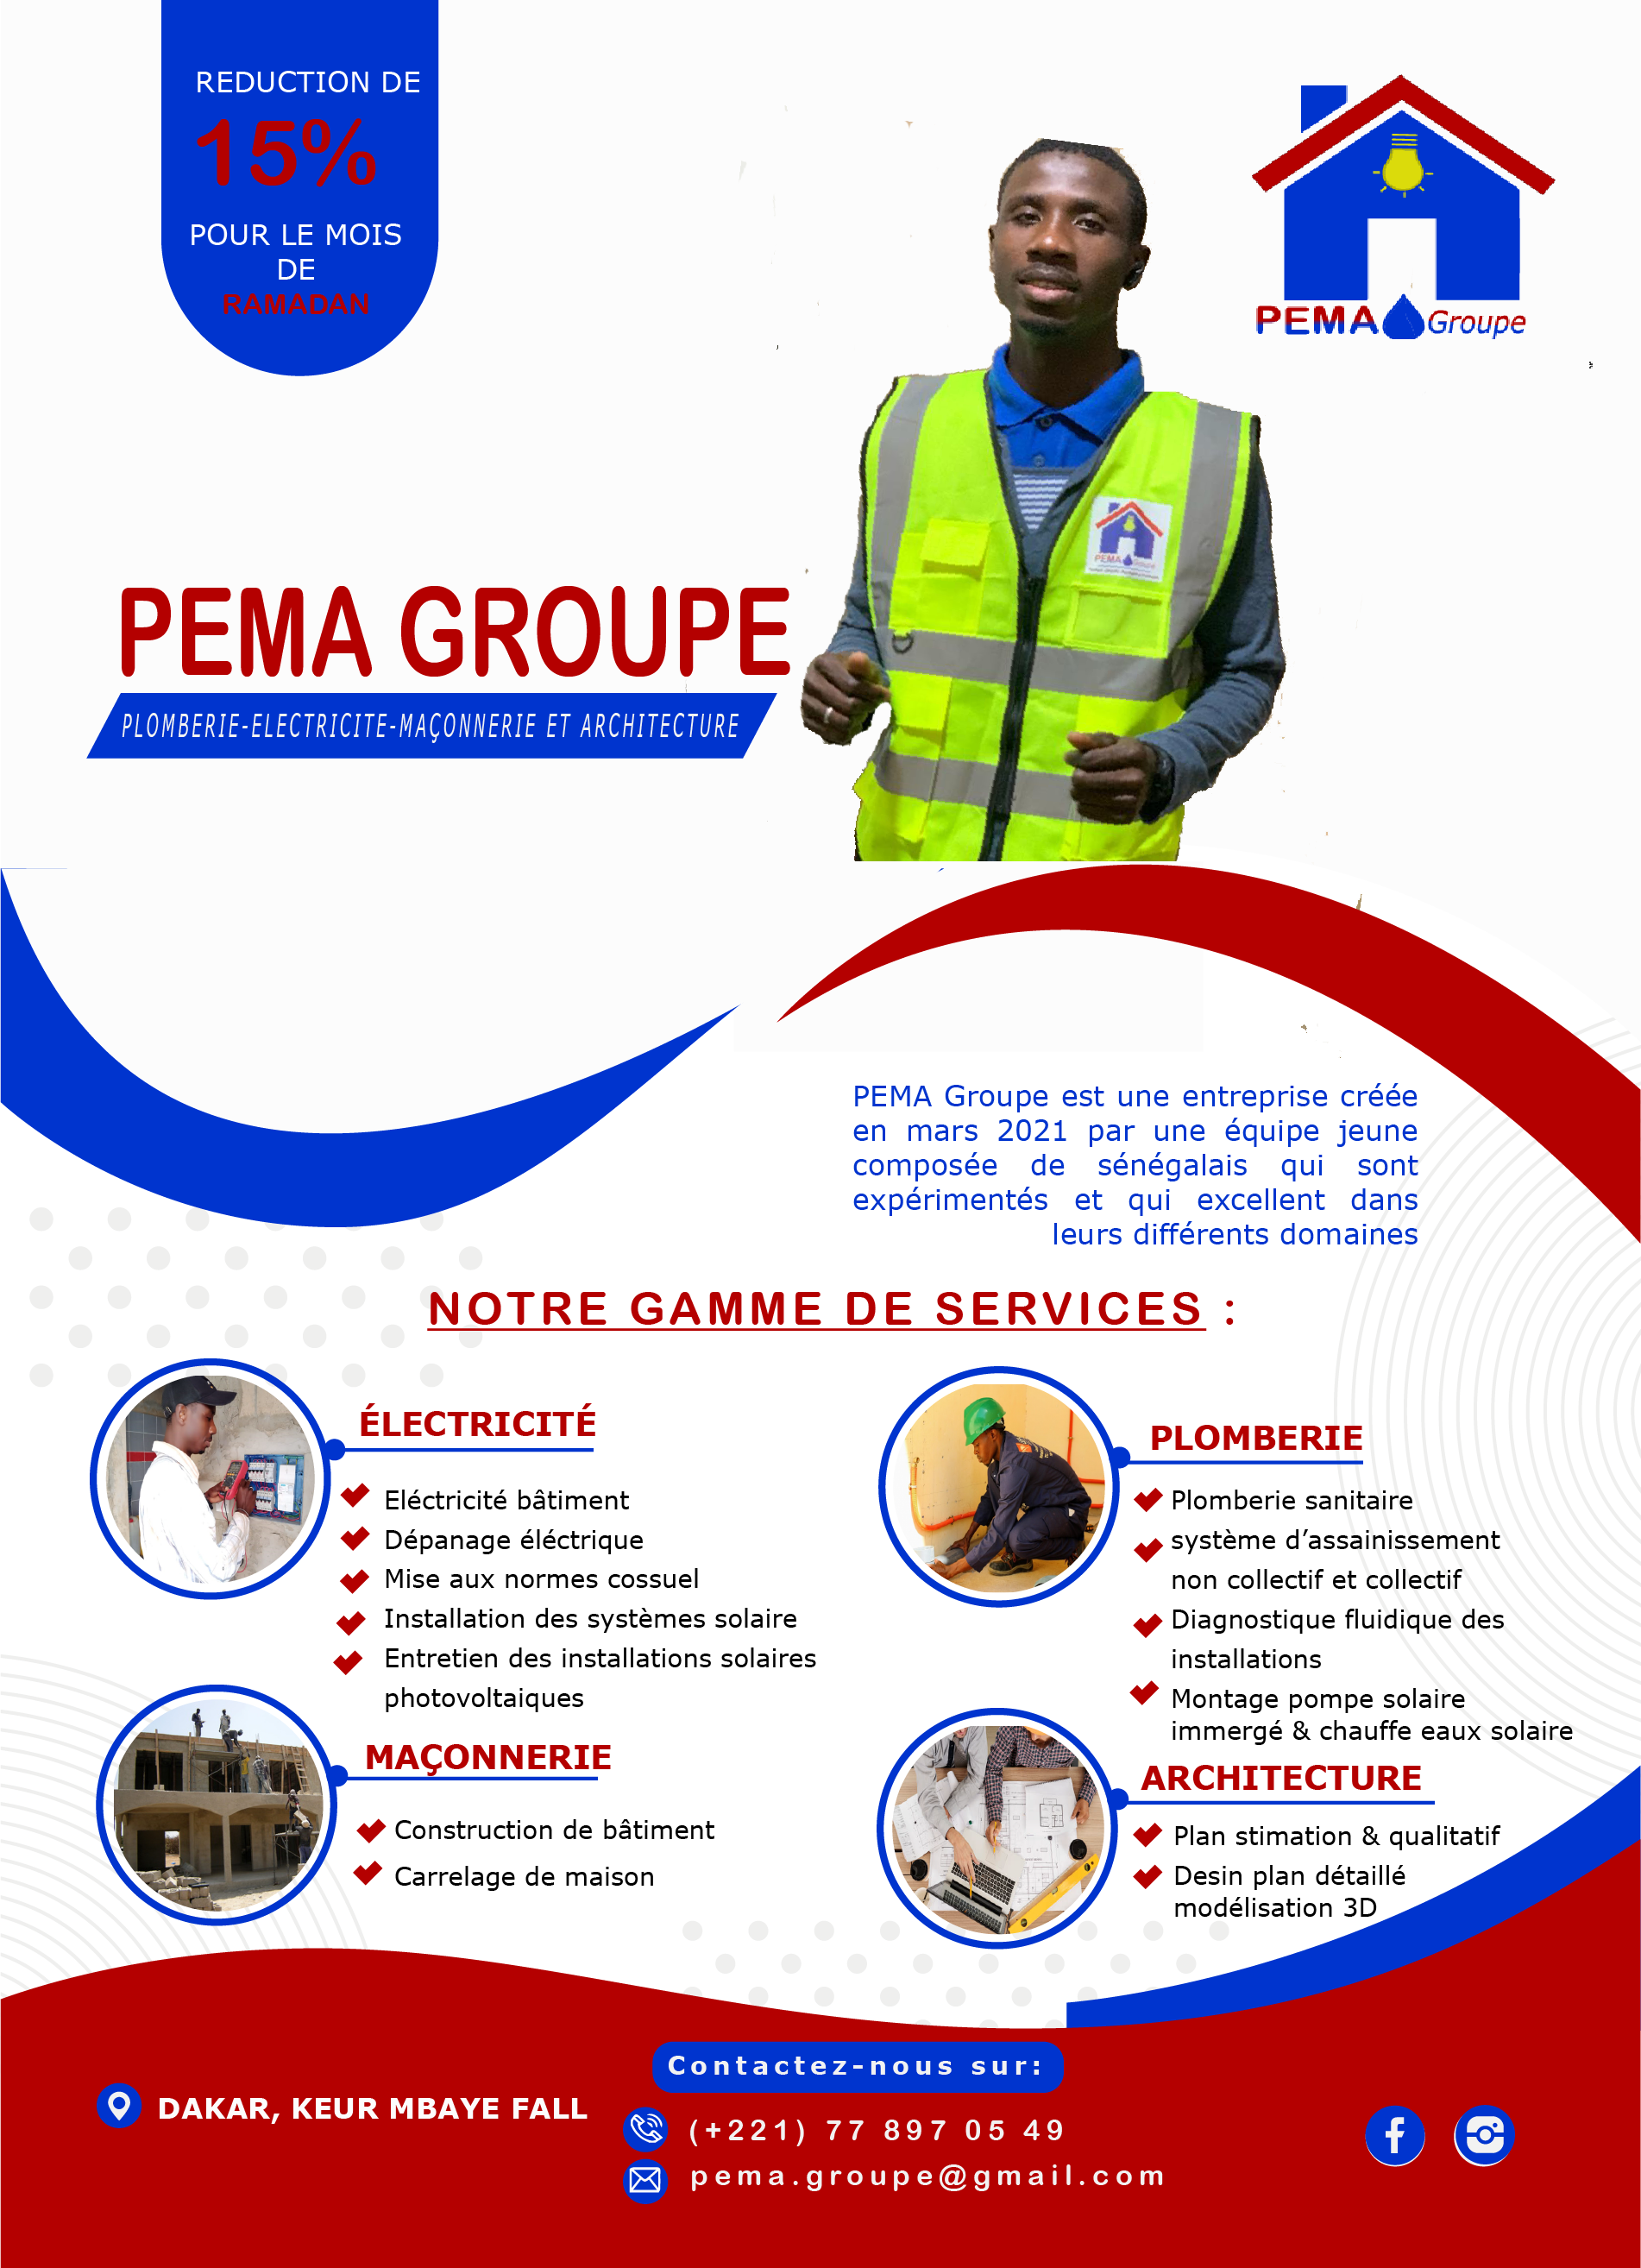 REDUCTION DE
15%
POUR LE MOIS
DE
RAMADAN
PEMA Groupe
PEMA Groupe
PEMA GROUPE
PLOMBERIE-ELECTRICITE-MAÇONNERIE ET ARCHITECTURE
PEMA Groupe est une entreprise créée
en mars 2021 par une équipe jeune
composée de sénégalais qui sont
expérimentés et qui excellent dans
leurs différents domaines
NOTRE GAMME DE SERVICES :
ÉLECTRICITÉ
Eléctricité bâtiment
Dépanage éléctrique
Mise aux normes cossuel
Installation des systèmes solaire
Entretien des installations solaires
photovoltaiques
PLOMBERIE
Plomberie sanitaire
système d’assainissement
non collectif et collectif
Diagnostique fluidique des
installations
Montage pompe solaire
immergé & chauffe eaux solaire
MAÇONNERIE
Construction de bâtiment
Carrelage de maison
ARCHITECTURE
Plan stimation & qualitatif
Desin plan détaillé
modélisation 3D
Contactez-nous sur:
DAKAR, KEUR MBAYE FALL
(+221) 77 897 05 49
pema.groupe@gmail.com